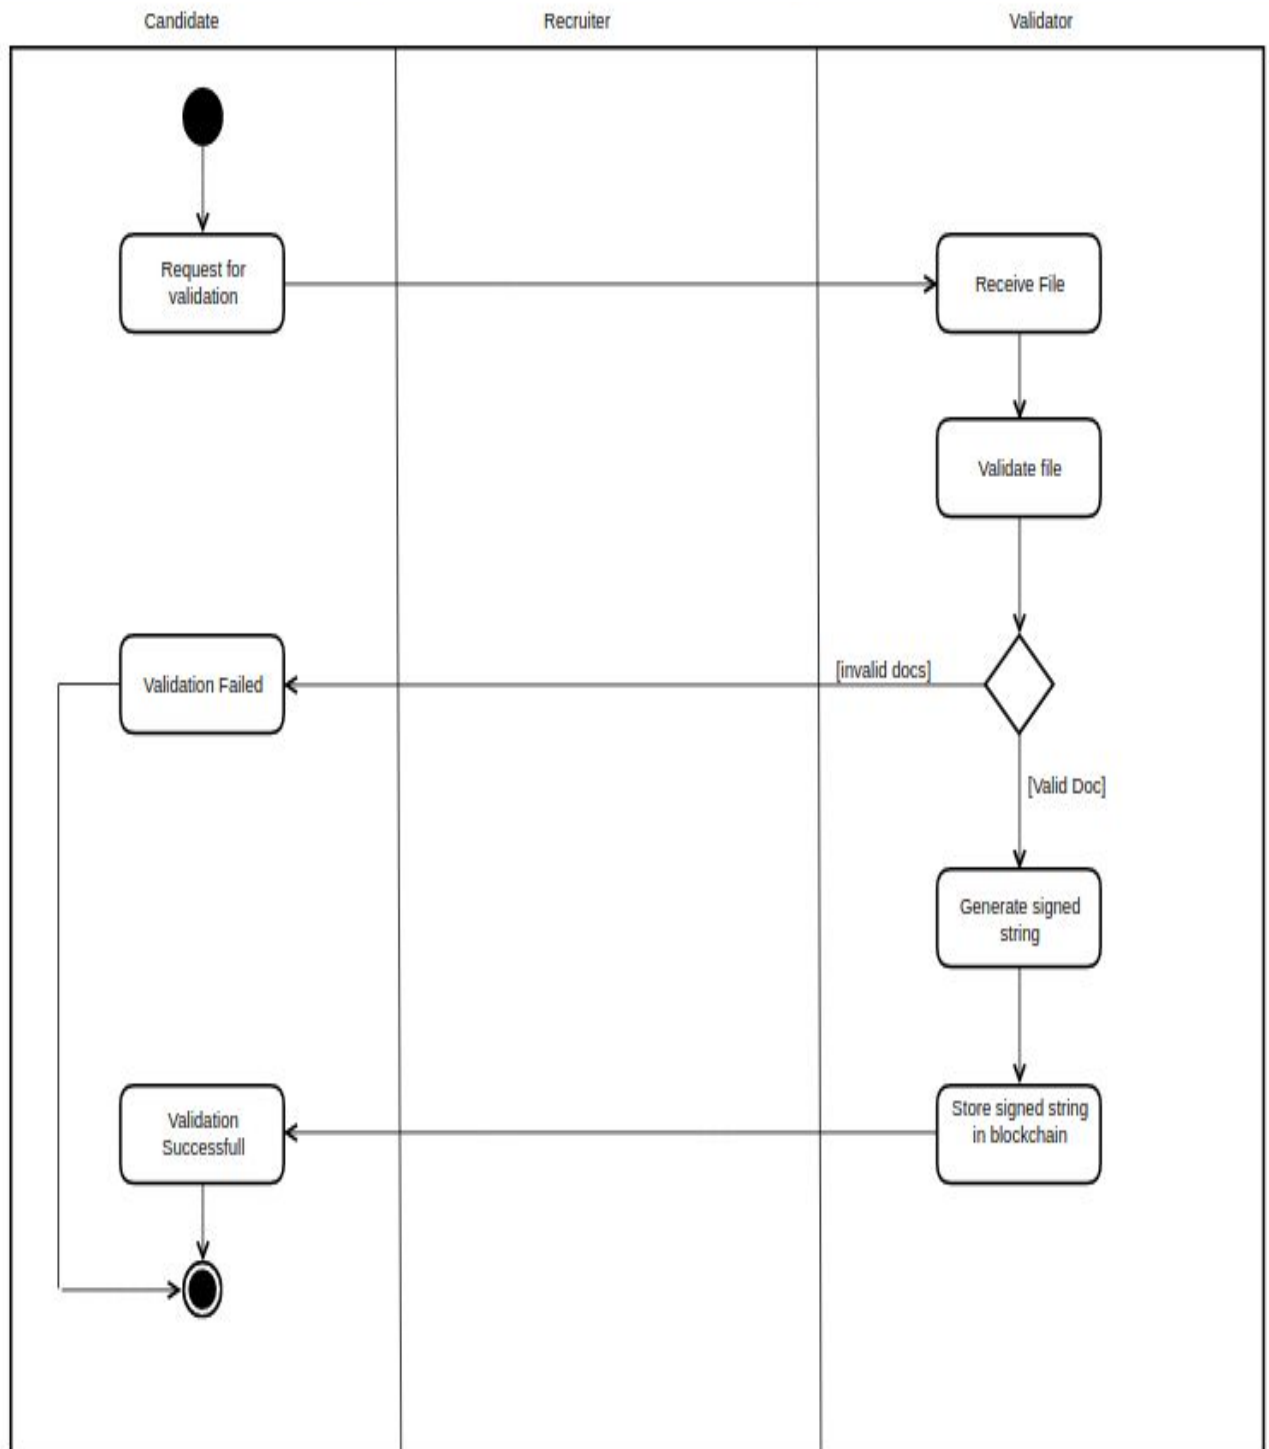 Candidate
Recruiter
Validator
Request for
validation
Receive File
Validate file
Validation Failed
[invalid docs]
[Valid Doc]
Generate signed
string
Validation
Successfull
Store signed string
in blockchain